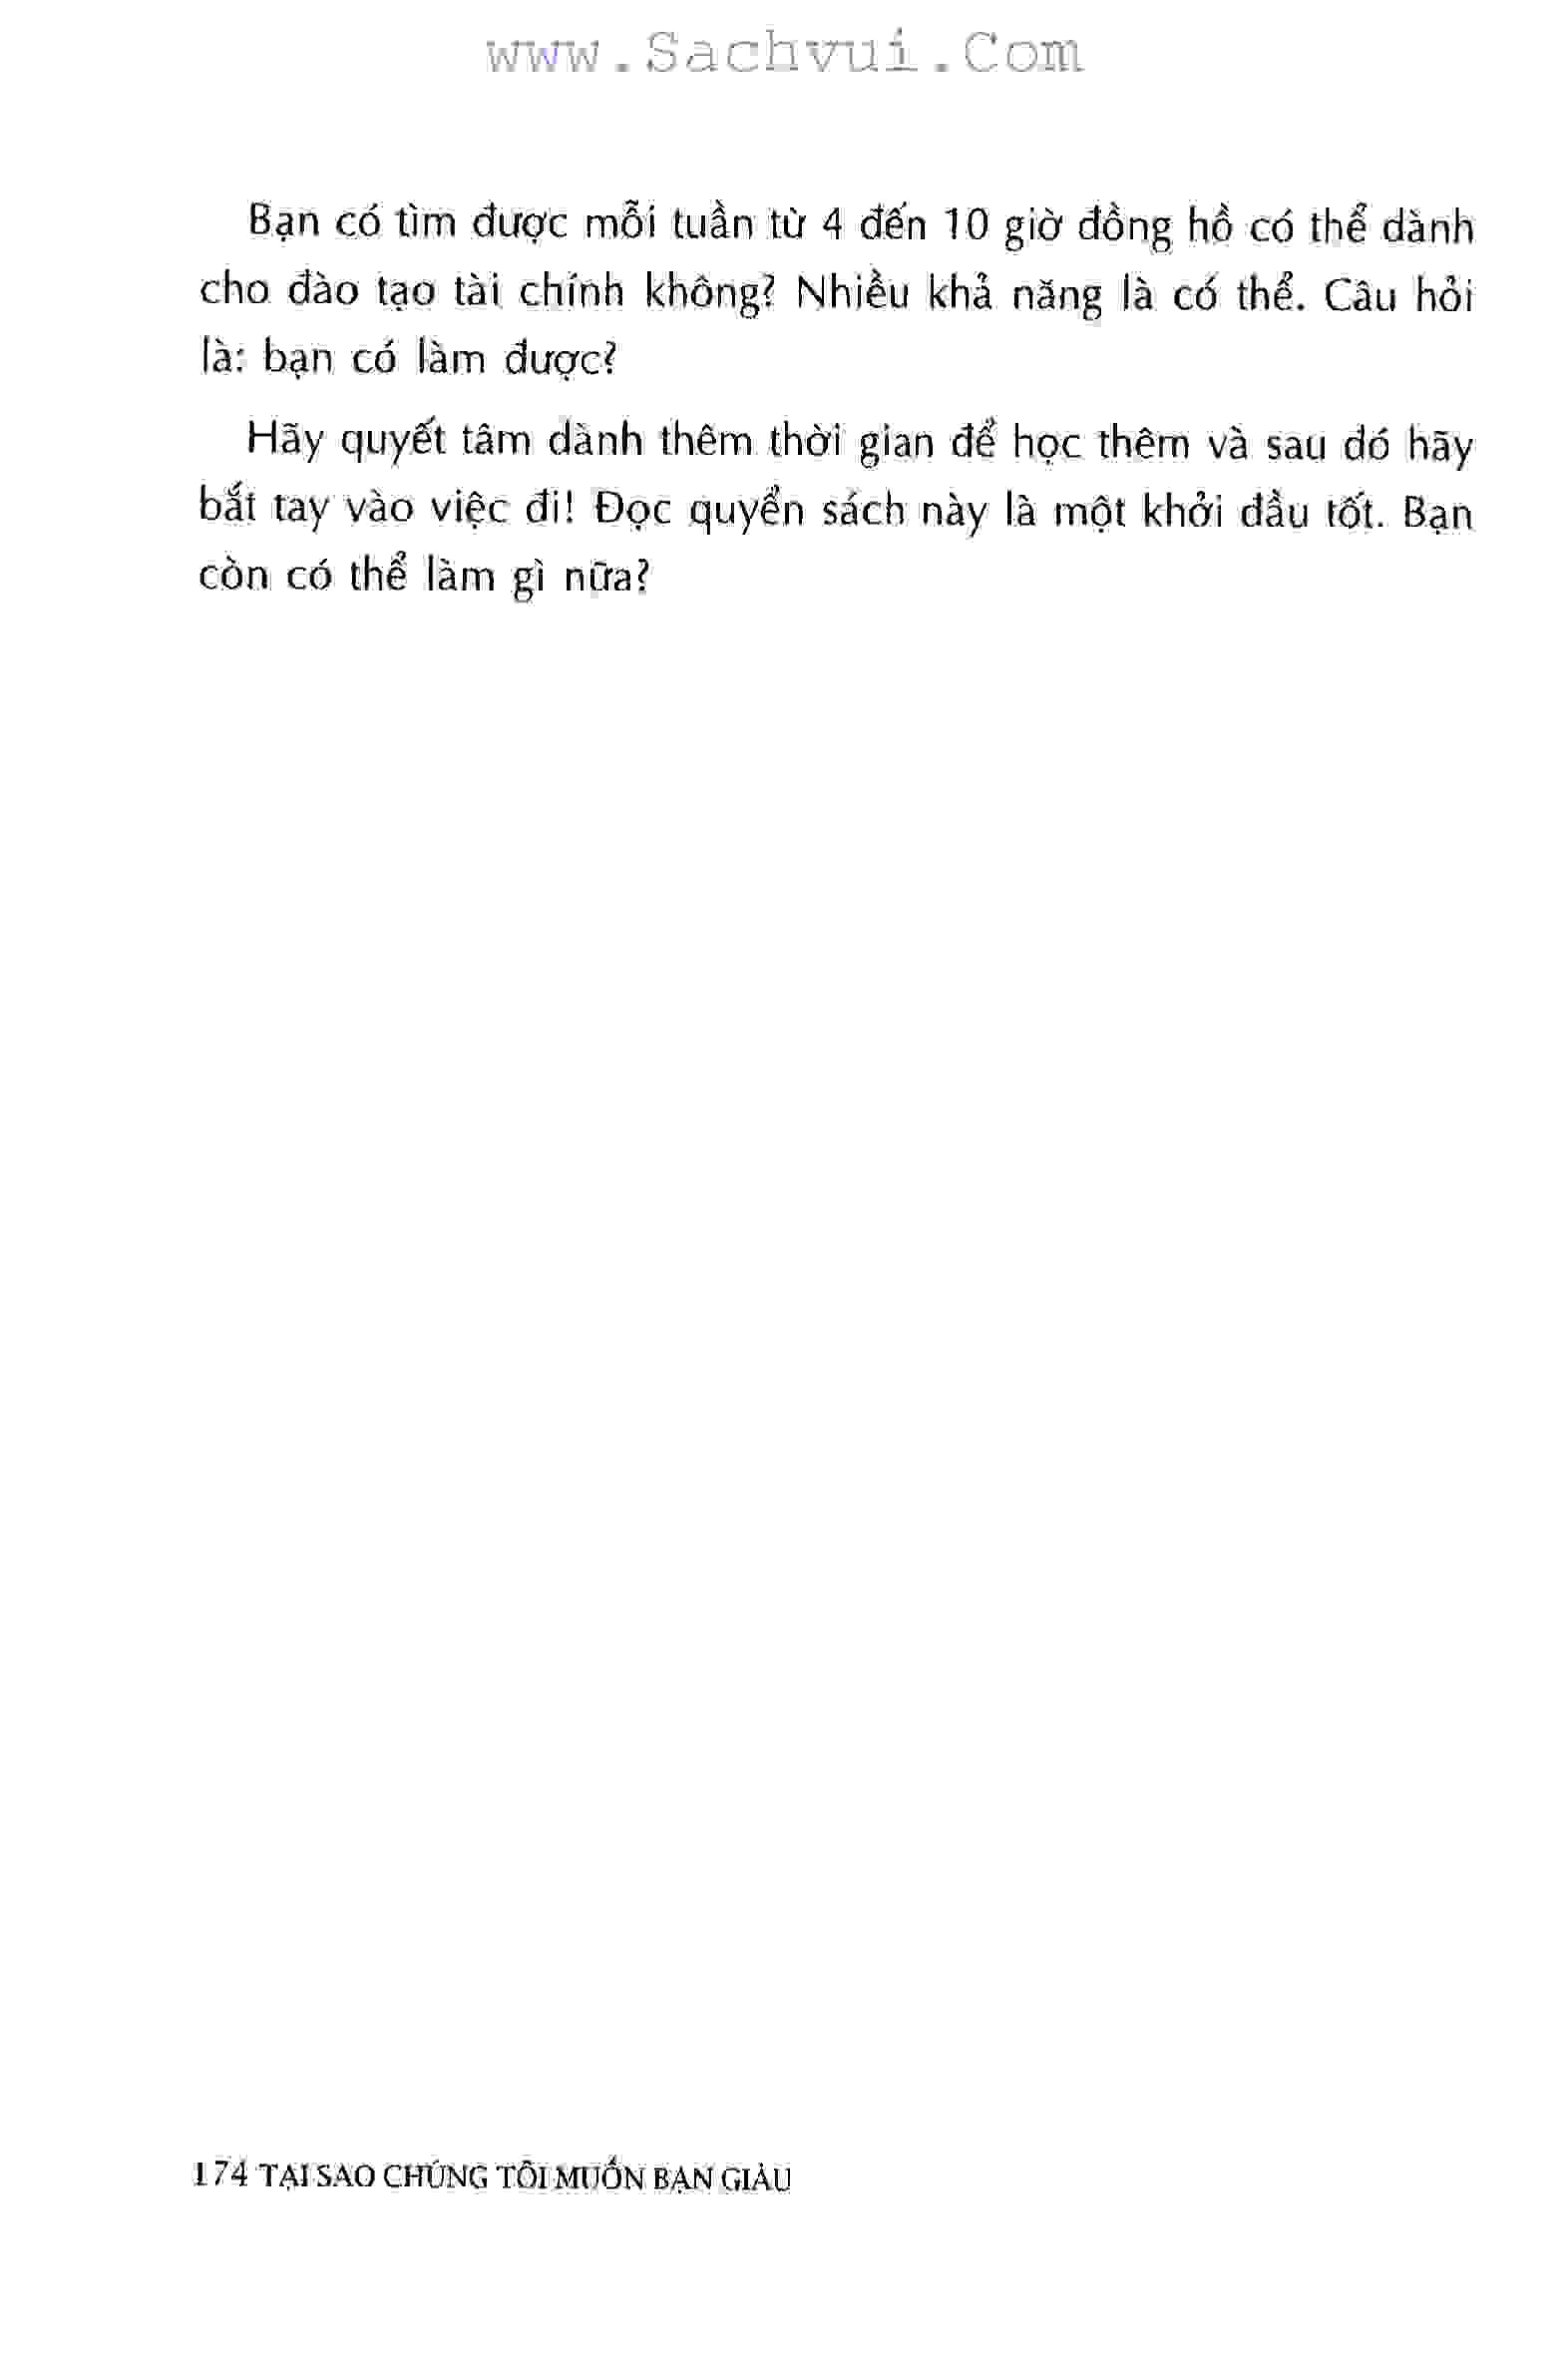 www.Sachvui.Com
Bạn có tìm được mỗi tuần từ 4 đến 10 giờ đồng hồ có thể dành
cho đào tạo tài chính không? Nhiều khả năng là có thể. Câu hỏi
là: bạn có làm được?
Hãy quyết tâm dành thêm thời gian để học thêm và sau đó hãy
bắt tay vào việc đi! Đọc quyển sách này là một khởi đầu tốt. Bạn
còn có thể làm gì nữa?
174 TẠI SAO CHÚNG TÔI MUỐN BẠN GIÀU